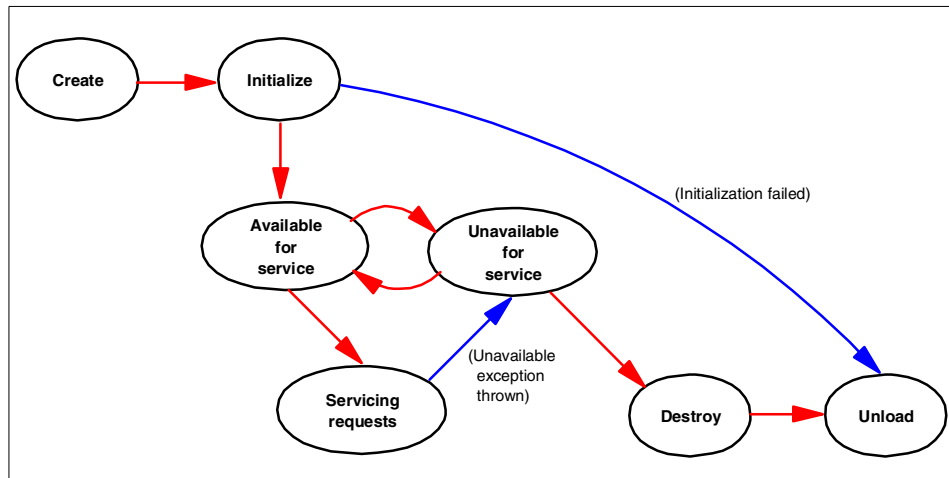 Create
Initialize
(Initialization failed)
Available
for
service
Unavailable
for
service
(Unavailable
exception
thrown)
Servicing
requests
Destroy
Unload